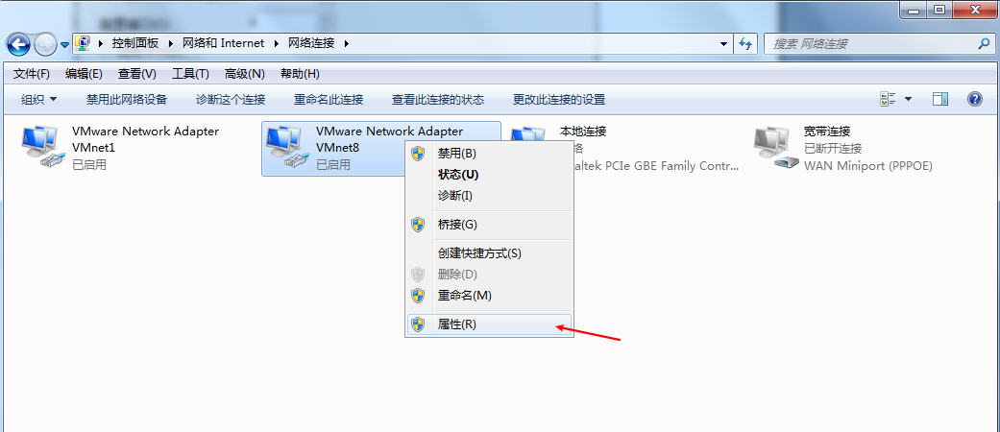 控制面板 网络和 Internet 网络连接
搜索 网络连接
文件(F) 编辑(E) 查看(V) 工具(T) 高级(N) 帮助(H)
组织 禁用此网络设备 诊断这个连接 重命名此连接 查看此连接的状态 更改此连接的设置
VMware Network Adapter
VMnet1
已启用
VMware Network Adapter
VMnet8
已启用
本地连接
络
altek PCIe GBE Family Contr...
宽带连接
已断开连接
WAN Miniport (PPPOE)
禁用(B)
状态(U)
诊断(I)
桥接(G)
创建快捷方式(S)
删除(D)
重命名(M)
属性(R)